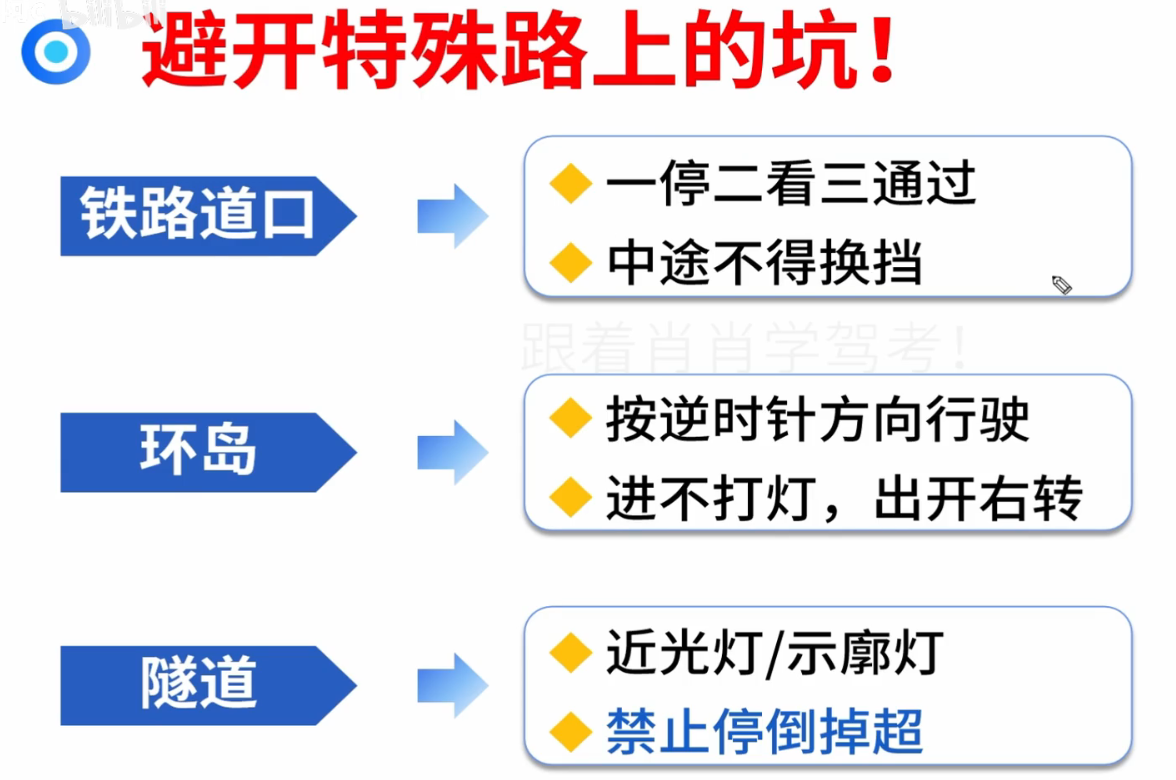 bilibili
避开特殊路上的坑！
铁路道口
一停二看三通过
中途不得换挡
跟着肖肖学驾考！
环岛
按逆时针方向行驶
进不打灯，出开右转
隧道
近光灯/示廓灯
禁止停倒掉超